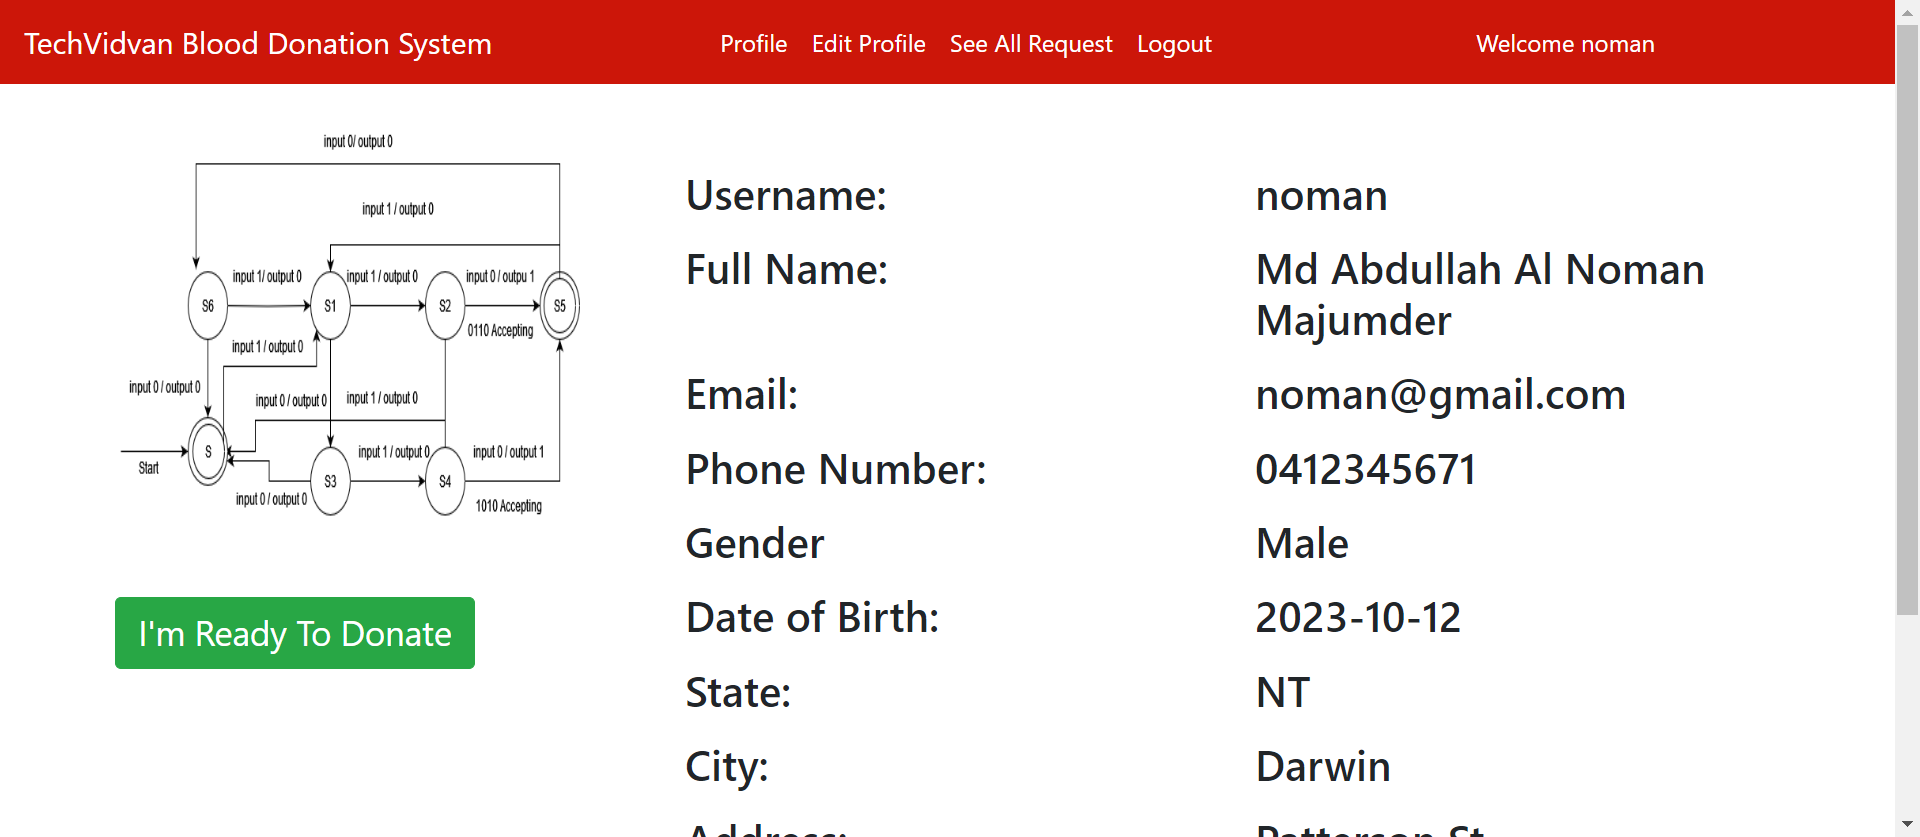 TechVidvan Blood Donation System
Profile Edit Profile See All Request Logout
Welcome noman
input 0/ output 0
input 1 / output 0
input 1/ output 0
input 1 / output 0
input 0 / outpu 1
S6
S1
S2
S5
0110 Accepting
input 1 / output 0
input 0 / output 0
input 0 / output 0
input 1 / output 0
Start
S
input 1 / output 0
input 0 / output 1
S3
S4
input 0 / output 0
1010 Accepting
I'm Ready To Donate
Username: noman
Full Name: Md Abdullah Al Noman
Majumder
Email: noman@gmail.com
Phone Number: 0412345671
Gender Male
Date of Birth: 2023-10-12
State: NT
City: Darwin
Address: Patterson St